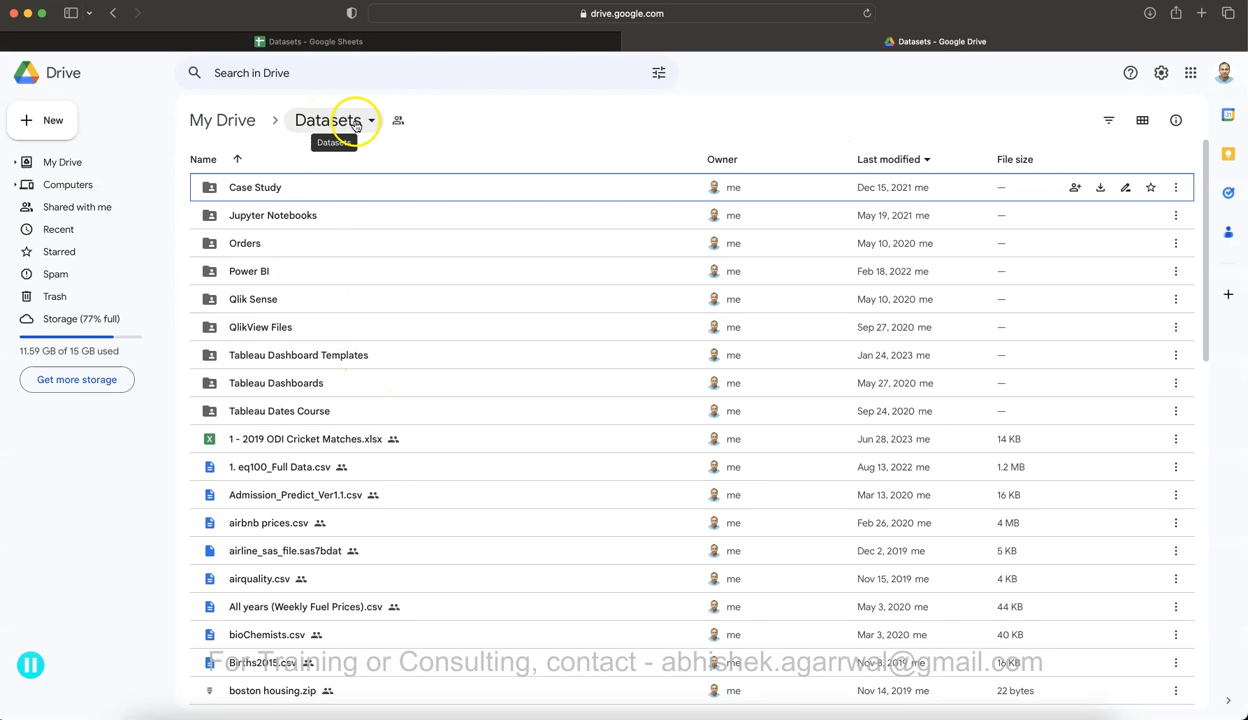 drive.google.com
Datasets - Google Sheets
Datasets - Google Drive
Drive
Search in Drive
New
My Drive
Computers
Shared with me
Recent
Starred
Spam
Trash
Storage (77% full)
11.59 GB of 15 GB used
Get more storage
My Drive
Datasets
Datasets
Name Owner Last modified File size
Case Study me Dec 15, 2021 me —
Jupyter Notebooks me May 19, 2021 me —
Orders me May 10, 2020 me —
Power BI me Feb 18, 2022 me —
Qlik Sense me May 10, 2020 me —
QlikView Files me Sep 27, 2020 me —
Tableau Dashboard Templates me Jan 24, 2023 me —
Tableau Dashboards me May 27, 2020 me —
Tableau Dates Course me Sep 24, 2020 me —
1 - 2019 ODI Cricket Matches.xlsx me Jun 28, 2023 me 14 KB
1. eq100_Full Data.csv me Aug 13, 2022 me 1.2 MB
Admission_Predict_Ver1.1.csv me Mar 13, 2020 me 16 KB
airbnb prices.csv me Feb 26, 2020 me 4 MB
airline_sas_file.sas7bdat me Dec 2, 2019 me 5 KB
airquality.csv me Nov 15, 2019 me 4 KB
All years (Weekly Fuel Prices).csv me May 3, 2020 me 44 KB
bioChemists.csv me Mar 3, 2020 me 40 KB
Births2015.csv me Nov 8, 2019 me 16 KB
For Training or Consulting, contact - abhishek.agarrwal@gmail.com
boston housing.zip me Nov 14, 2019 me 22 bytes